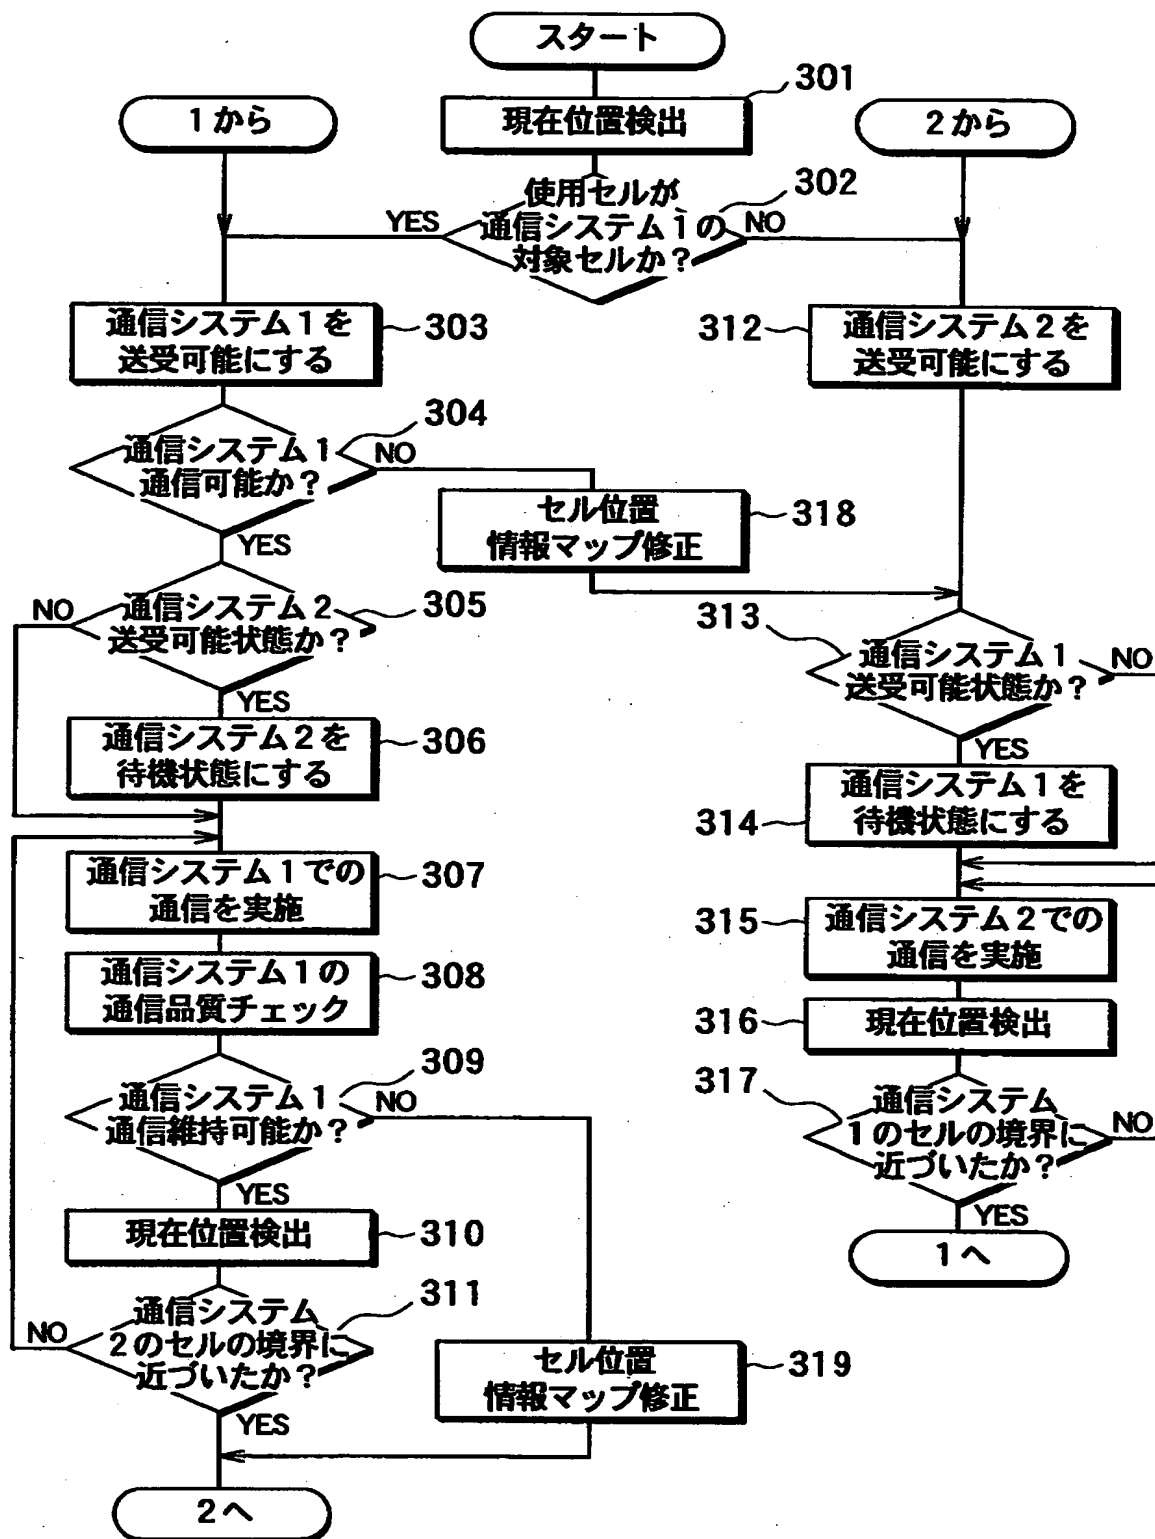 スタート
301
現在位置検出
1から
2から
使用セルが
通信システム1の
対象セルか？
302
YES
NO
通信システム1を
送受可能にする
303
312
通信システム2を
送受可能にする
通信システム1
通信可能か？
304
NO
YES
セル位置
情報マップ修正
318
通信システム2
送受可能状態か？
305
NO
YES
313
通信システム1
送受可能状態か？
NO
YES
通信システム2を
待機状態にする
306
314
通信システム1を
待機状態にする
通信システム1での
通信を実施
307
315
通信システム2での
通信を実施
通信システム1の
通信品質チェック
308
316
現在位置検出
通信システム1
通信維持可能か？
309
NO
YES
317
通信システム
1のセルの境界に
近づいたか？
NO
YES
1へ
現在位置検出
310
通信システム
2のセルの境界に
近づいたか？
311
NO
YES
セル位置
情報マップ修正
319
2へ